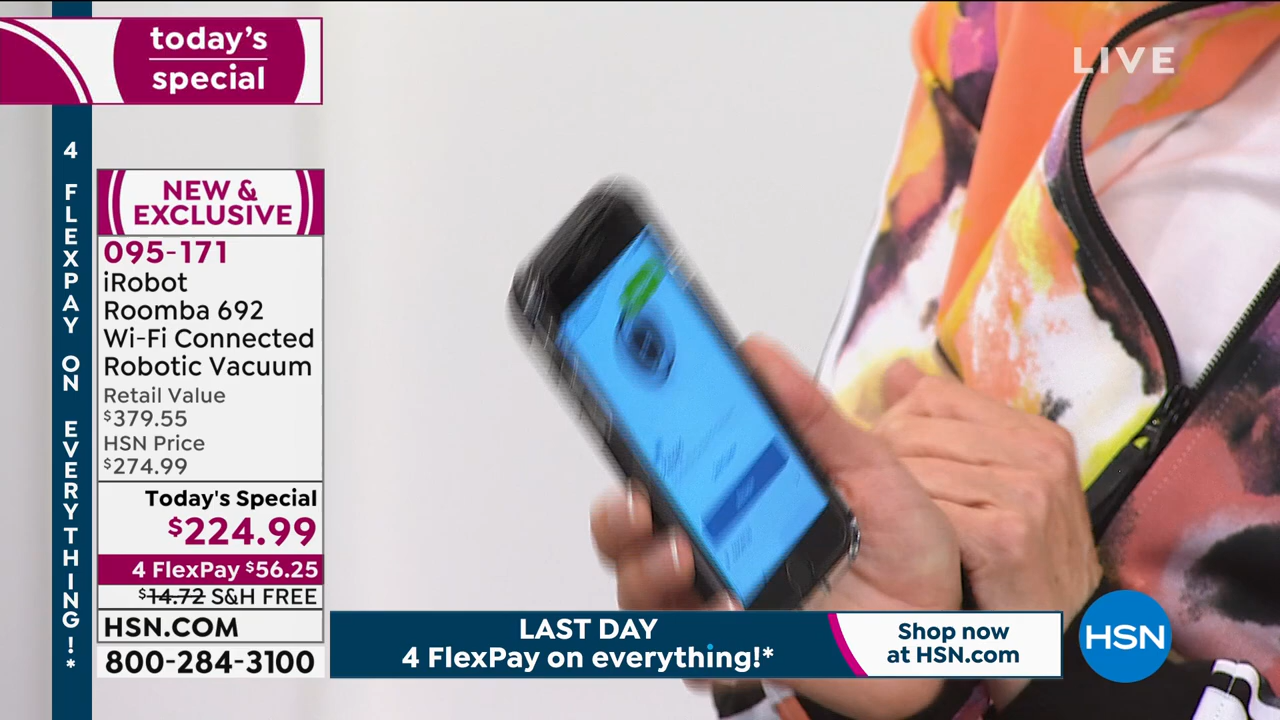 today's
special
LIVE
4 FLEXPAY ON EVERYTHING!*
NEW &
EXCLUSIVE
095-171
iRobot
Roomba 692
Wi-Fi Connected
Robotic Vacuum
Retail Value
$379.55
HSN Price
$274.99
Today's Special
$224.99
4 FlexPay $56.25
$14.72 S&H FREE
HSN.COM
800-284-3100
LAST DAY
4 FlexPay on everything!*
Shop now
at HSN.com
HSN